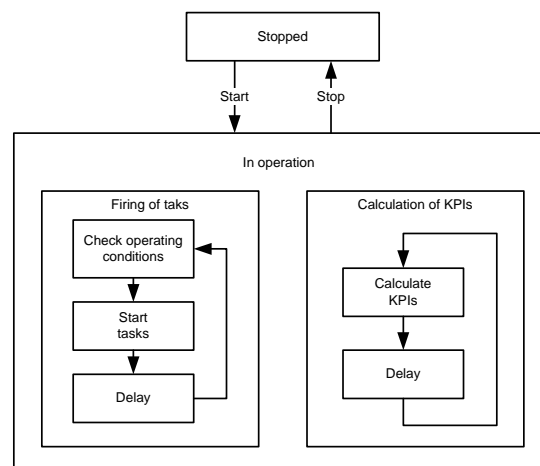 Stopped
Start
Stop
In operation
Firing of taks
Calculation of KPIs
Check operating
conditions
Start
tasks
Delay
Calculate
KPIs
Delay